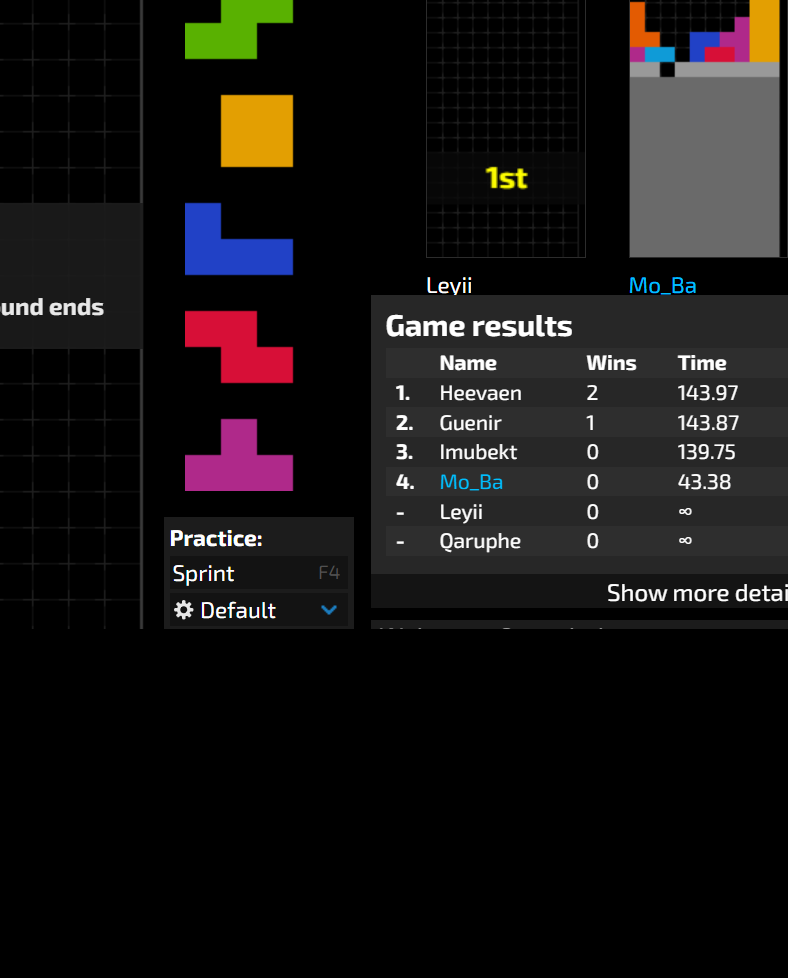 1st
Leyii
Mo_Ba
und ends
Game results
Name Wins Time
1. Heevaen 2 143.97
2. Guenir 1 143.87
3. Imubekt 0 139.75
4. Mo_Ba 0 43.38
- Leyii 0 ∞
- Qaruphe 0 ∞
Practice:
Sprint F4
Default
Show more detai